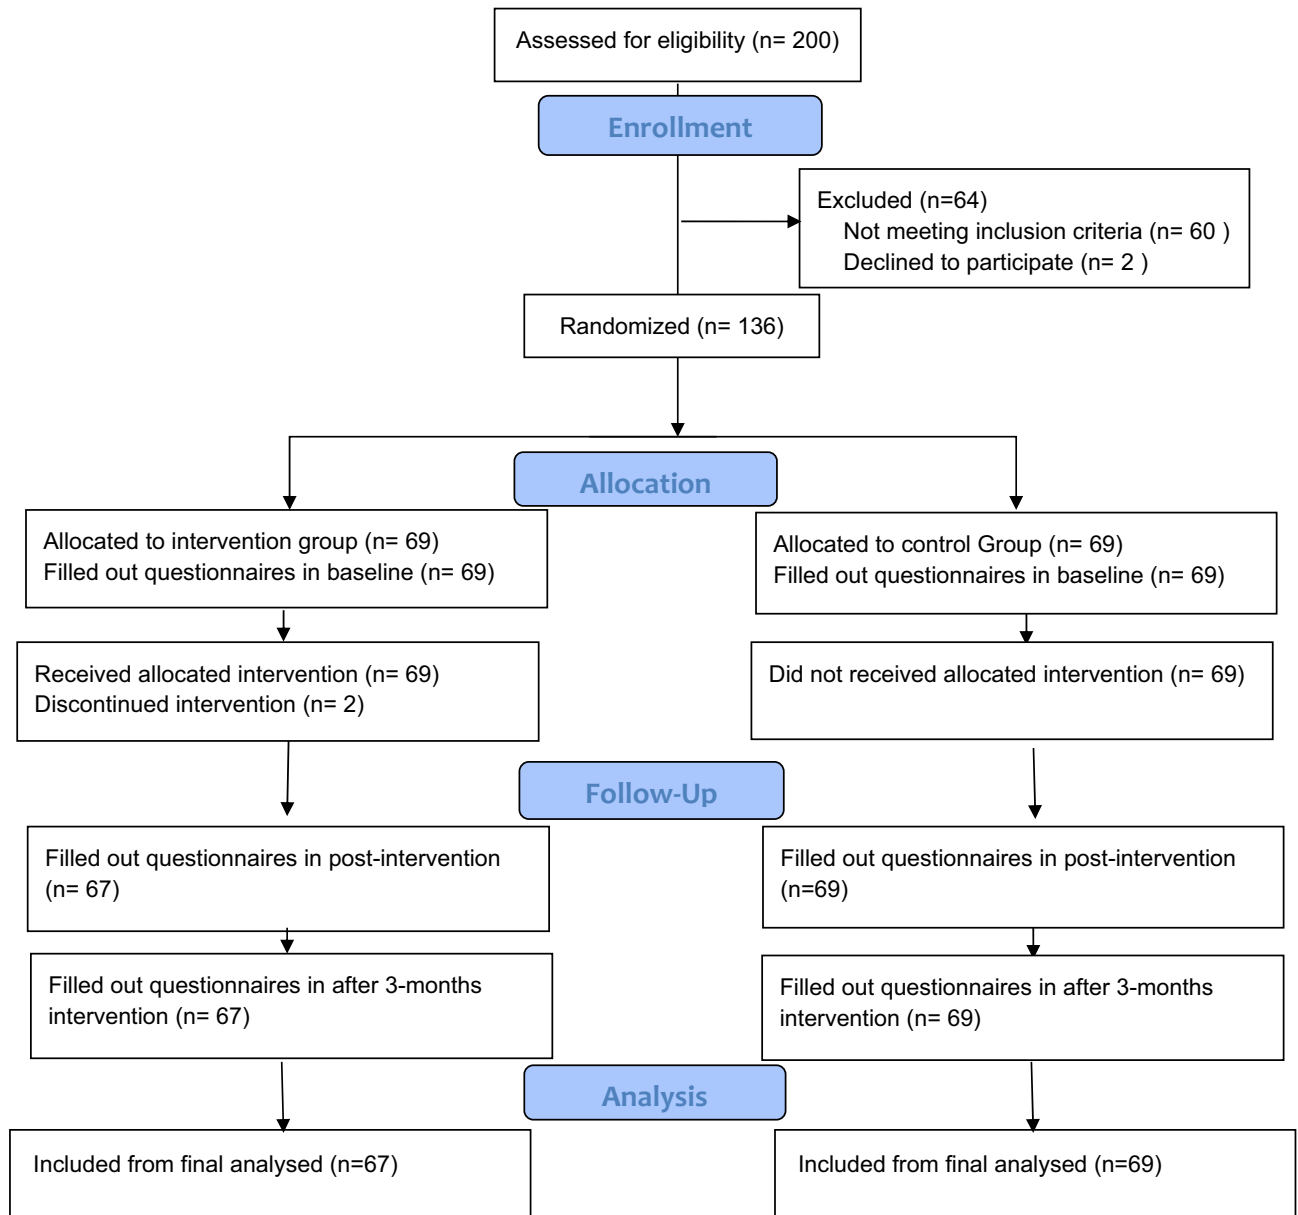 Assessed for eligibility (n= 200)
Enrollment
Excluded (n=64)
Not meeting inclusion criteria (n= 60 )
Declined to participate (n= 2 )
Randomized (n= 136)
Allocation
Allocated to intervention group (n= 69)
Filled out questionnaires in baseline (n= 69)
Allocated to control Group (n= 69)
Filled out questionnaires in baseline (n= 69)
Received allocated intervention (n= 69)
Discontinued intervention (n= 2)
Did not received allocated intervention (n= 69)
Follow-Up
Filled out questionnaires in post-intervention
(n= 67)
Filled out questionnaires in post-intervention
(n=69)
Filled out questionnaires in after 3-months
intervention (n= 67)
Filled out questionnaires in after 3-months
intervention (n= 69)
Analysis
Included from final analysed (n=67)
Included from final analysed (n=69)